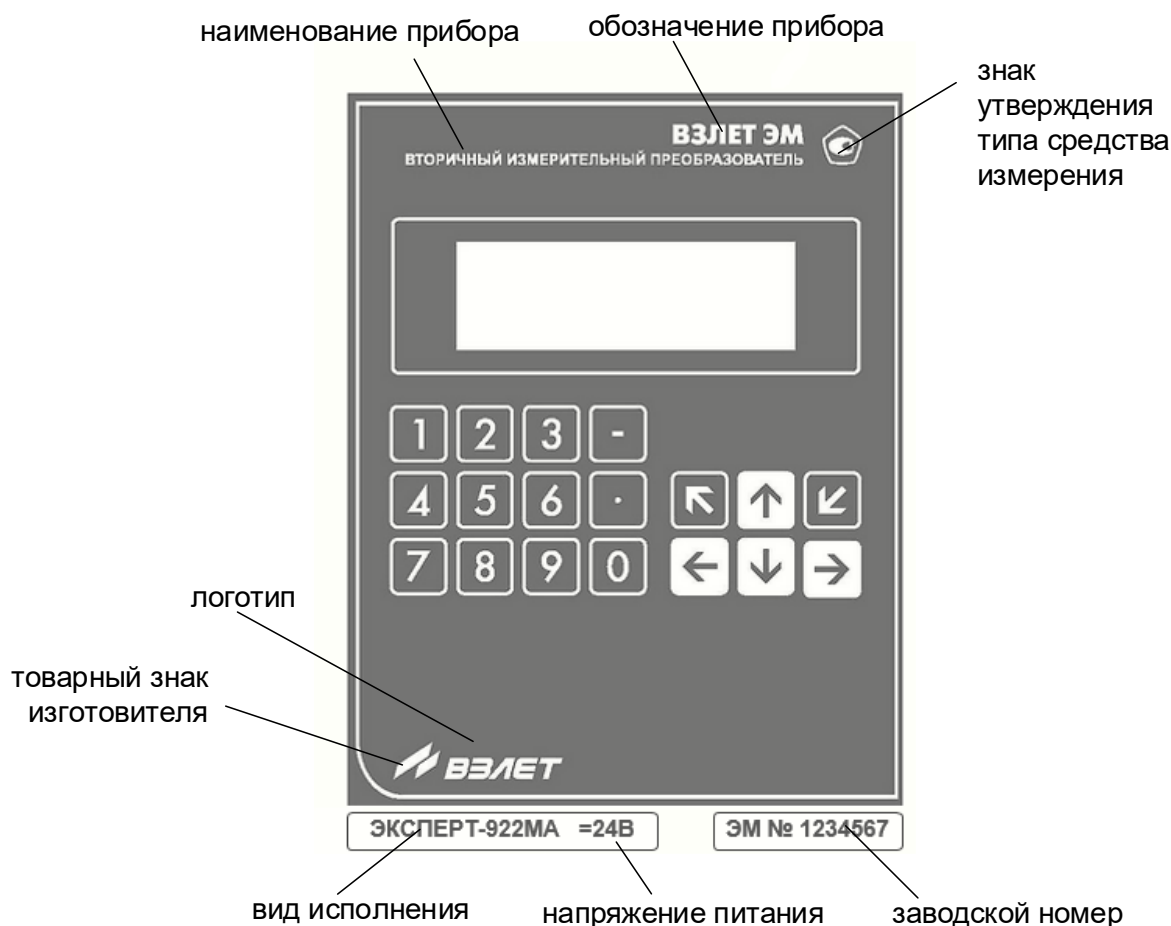 наименование прибора
обозначение прибора
знак
утверждения
типа средства
измерения
ВЗЛЕТ ЭМ
ВТОРИЧНЫЙ ИЗМЕРИТЕЛЬНЫЙ ПРЕОБРАЗОВАТЕЛЬ
1 2 3 -
4 5 6 ·
7 8 9 0
логотип
товарный знак
изготовителя
ВЗЛЕТ
ЭКСПЕРТ-922МА =24В
ЭМ № 1234567
вид исполнения
напряжение питания
заводской номер